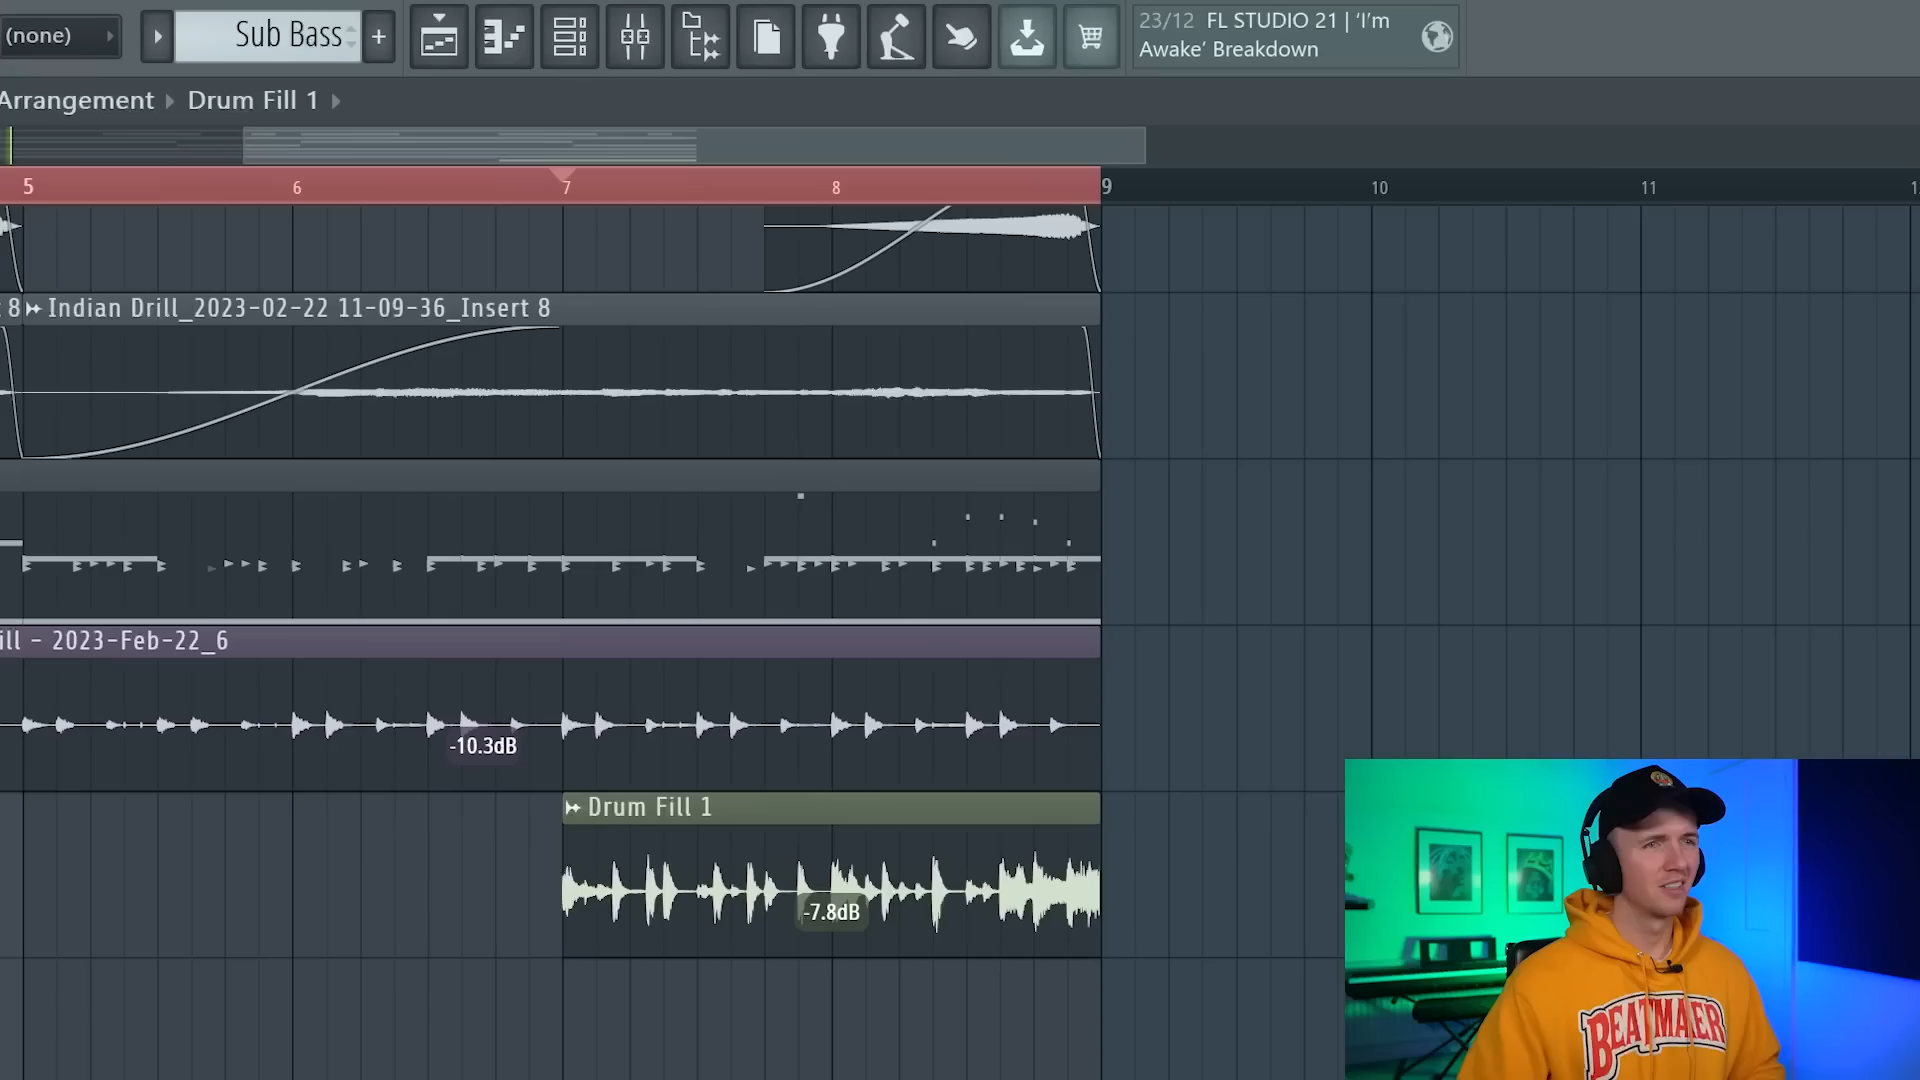 (none)
Sub Bass
+
23/12 FL STUDIO 21 | ‘I’m
Awake’ Breakdown
Arrangement
Drum Fill 1
5 6 7 8 9 10 11
8
Indian Drill_2023-02-22 11-09-36_Insert 8
ill - 2023-Feb-22_6
-10.3dB
Drum Fill 1
-7.8dB
BEATMAKER